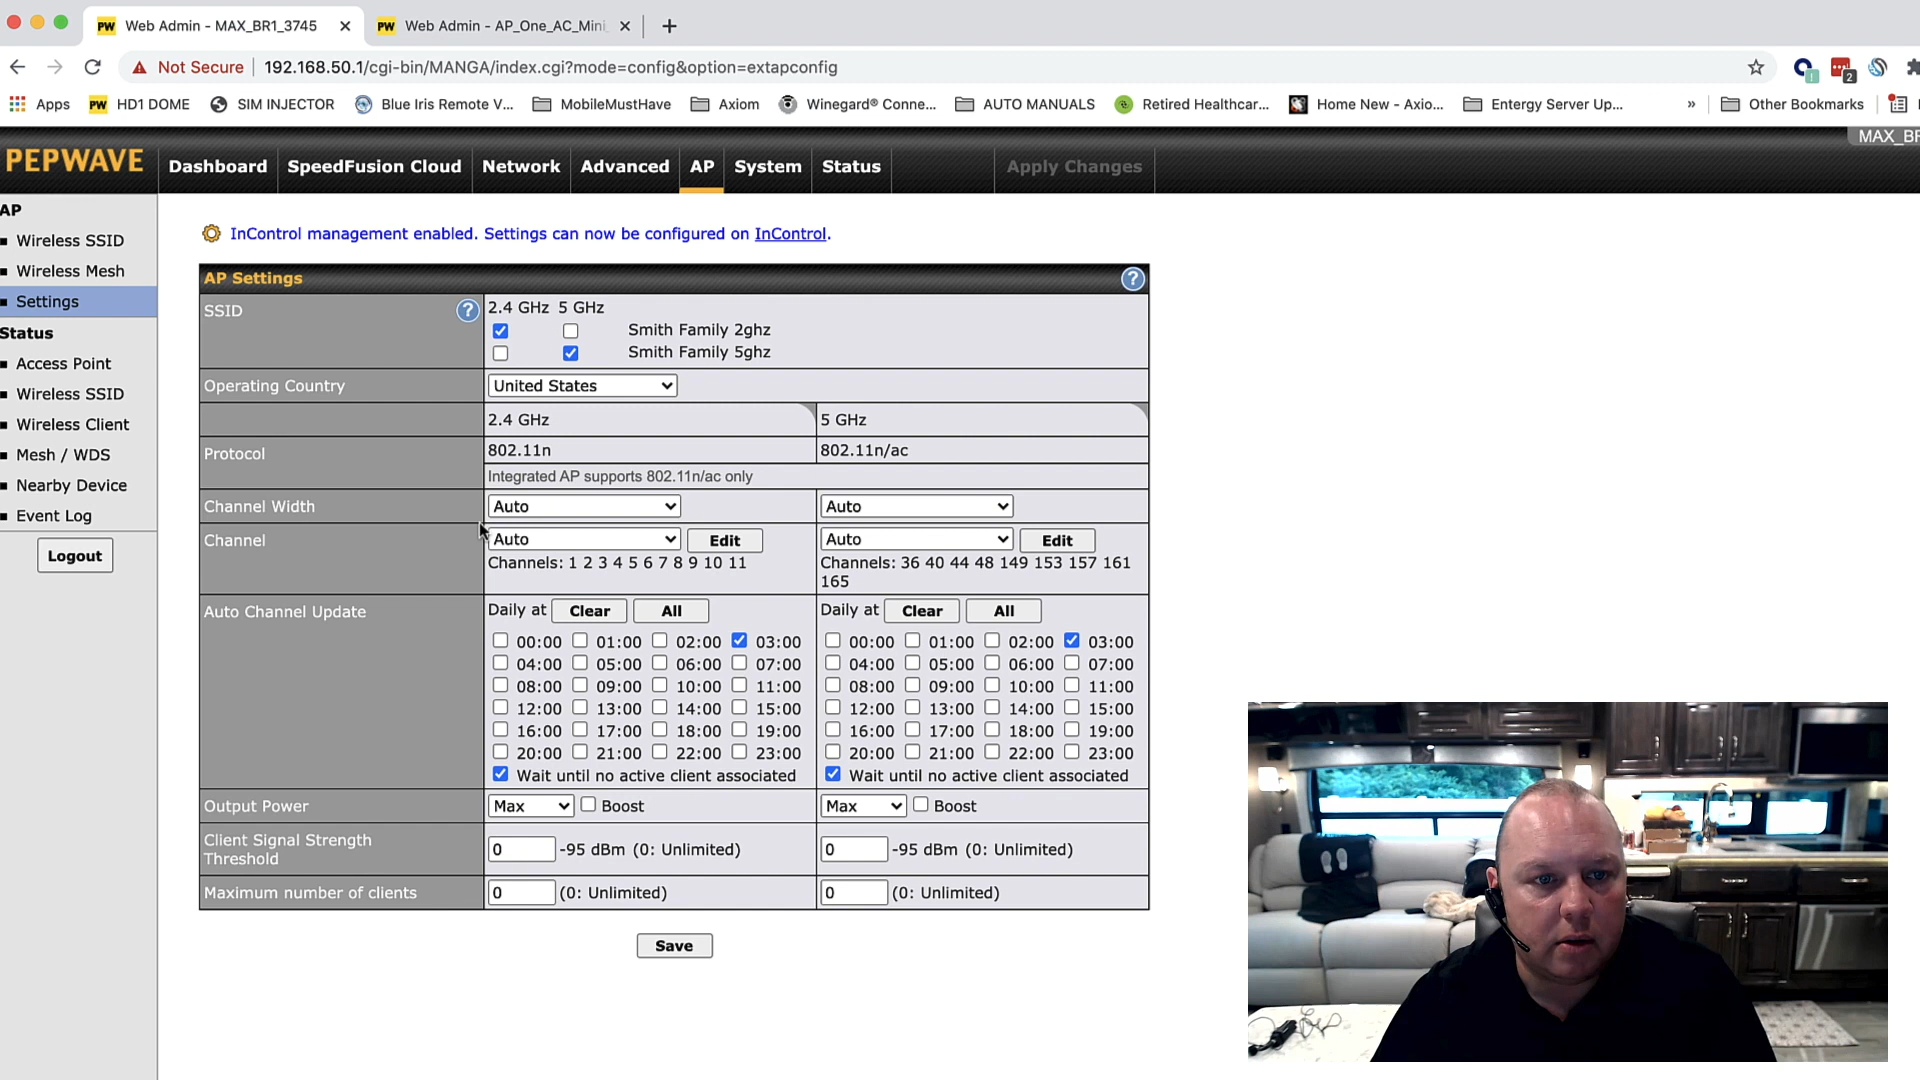 Web Admin - MAX_BR1_3745
Web Admin - AP_One_AC_Mini
Not Secure 192.168.50.1/cgi-bin/MANGA/index.cgi?mode=config&option=extapconfig
2
Apps PW HD1 DOME SIM INJECTOR Blue Iris Remote V... MobileMustHave Axiom Winegard® Conne... AUTO MANUALS Retired Healthcar... Home New - Axio... Entergy Server Up... » Other Bookmarks
MAX_BR
PEPWAVE Dashboard SpeedFusion Cloud Network Advanced AP System Status Apply Changes
AP
Wireless SSID
Wireless Mesh
Settings
Status
Access Point
Wireless SSID
Wireless Client
Mesh / WDS
Nearby Device
Event Log
Logout
InControl management enabled. Settings can now be configured on InControl.
AP Settings ?
SSID ? 2.4 GHz 5 GHz
Smith Family 2ghz
Smith Family 5ghz
Operating Country United States
2.4 GHz 5 GHz
Protocol 802.11n 802.11n/ac
Integrated AP supports 802.11n/ac only
Channel Width Auto Auto
Channel Auto Edit Auto Edit
Channels: 1 2 3 4 5 6 7 8 9 10 11 Channels: 36 40 44 48 149 153 157 161
165
Auto Channel Update Daily at Clear All Daily at Clear All
00:00 01:00 02:00 03:00 00:00 01:00 02:00 03:00
04:00 05:00 06:00 07:00 04:00 05:00 06:00 07:00
08:00 09:00 10:00 11:00 08:00 09:00 10:00 11:00
12:00 13:00 14:00 15:00 12:00 13:00 14:00 15:00
16:00 17:00 18:00 19:00 16:00 17:00 18:00 19:00
20:00 21:00 22:00 23:00 20:00 21:00 22:00 23:00
Wait until no active client associated Wait until no active client associated
Output Power Max Boost Max Boost
Client Signal Strength
Threshold 0 -95 dBm (0: Unlimited) 0 -95 dBm (0: Unlimited)
Maximum number of clients 0 (0: Unlimited) 0 (0: Unlimited)
Save